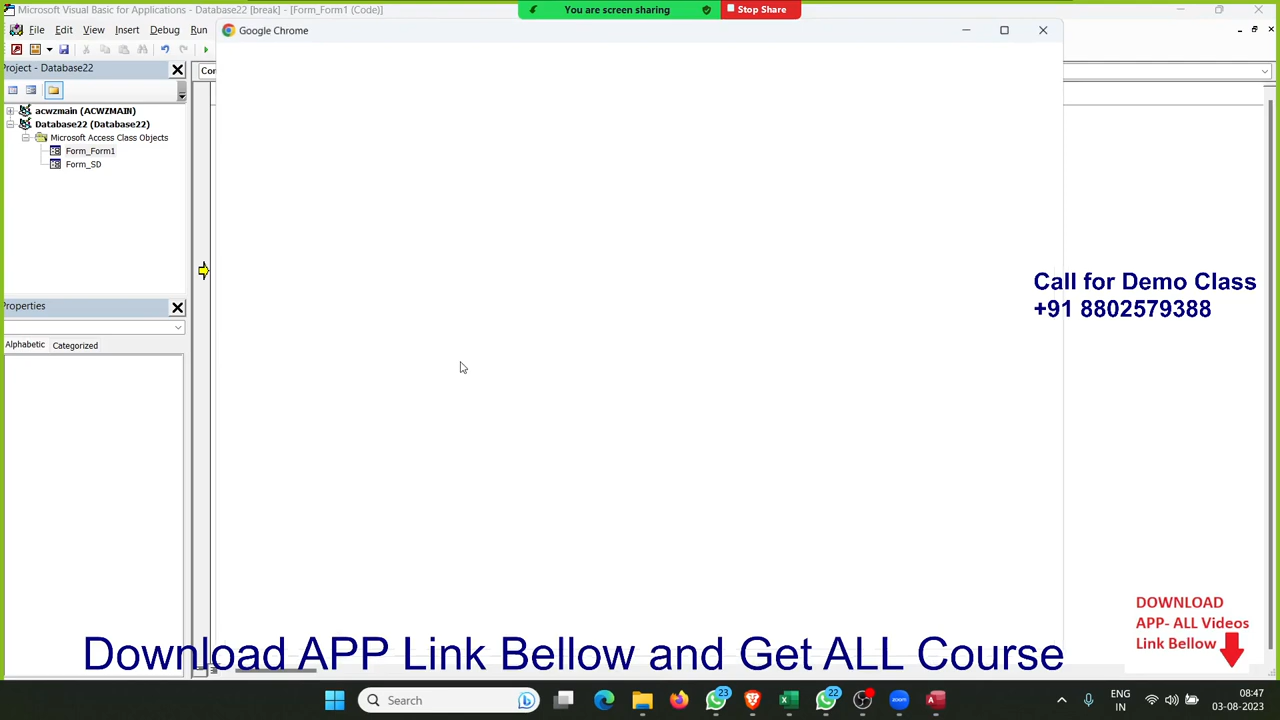 Microsoft Visual Basic for Applications - Database22 [break] - [Form_Form1 (Code)]
You are screen sharing
Stop Share
File Edit View Insert Debug Run
Google Chrome
Project - Database22
acwzmain (ACWZMAIN)
Database22 (Database22)
Microsoft Access Class Objects
Form_Form1
Form_SD
Properties
Alphabetic Categorized
Call for Demo Class
+91 8802579388
DOWNLOAD
APP- ALL Videos
Link Bellow
Download APP Link Bellow and Get ALL Course
Search
23
22
zoom
ENG
IN
08:47
03-08-2023